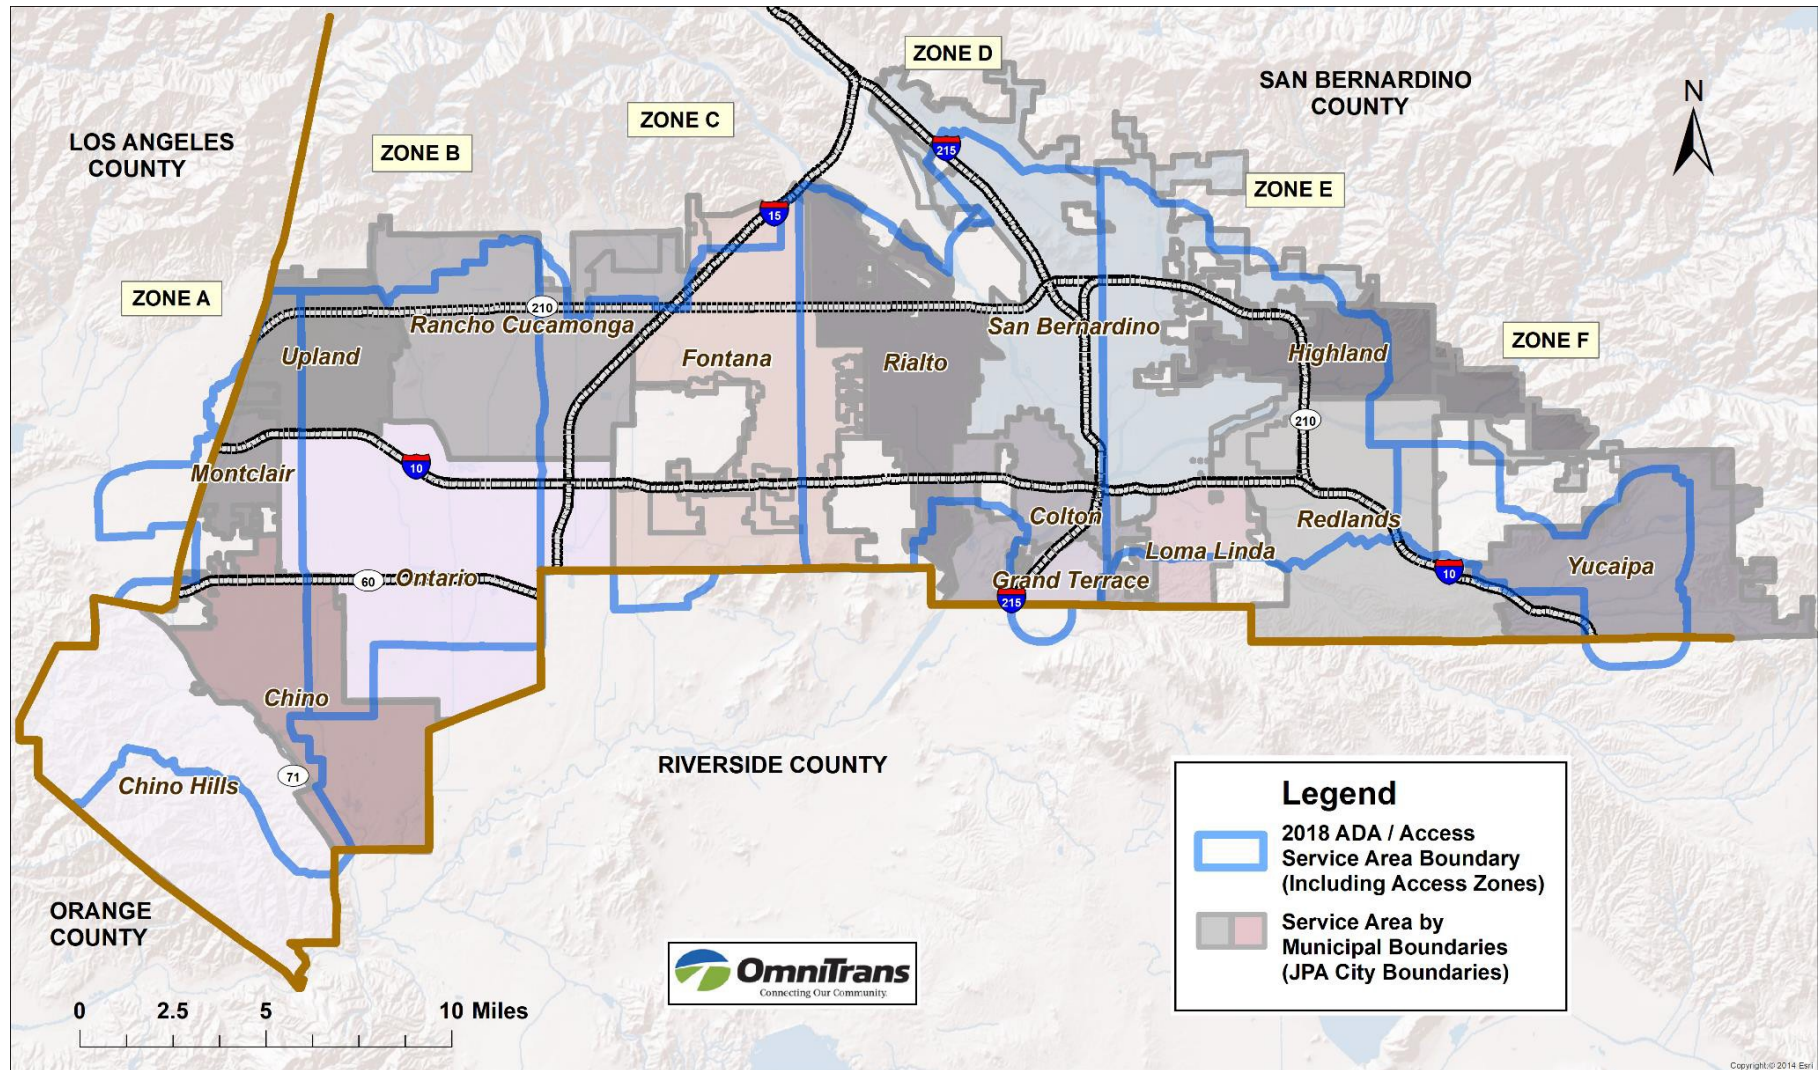 ZONE D
SAN BERNARDINO
COUNTY
N
ZONE C
LOS ANGELES
COUNTY
ZONE B
215
ZONE E
15
ZONE A
210
Rancho Cucamonga
San Bernardino
Upland
Fontana
Rialto
Highland
ZONE F
210
Montclair
10
Colton
Redlands
Loma Linda
Yucaipa
60
Ontario
Grand Terrace
10
215
Chino
71
Chino Hills
RIVERSIDE COUNTY
ORANGE
COUNTY
Legend
2018 ADA / Access
Service Area Boundary
(Including Access Zones)
Service Area by
Municipal Boundaries
(JPA City Boundaries)
OmniTrans
Connecting Our Community.
0 2.5 5 10 Miles
Copyright:© 2014 Esri